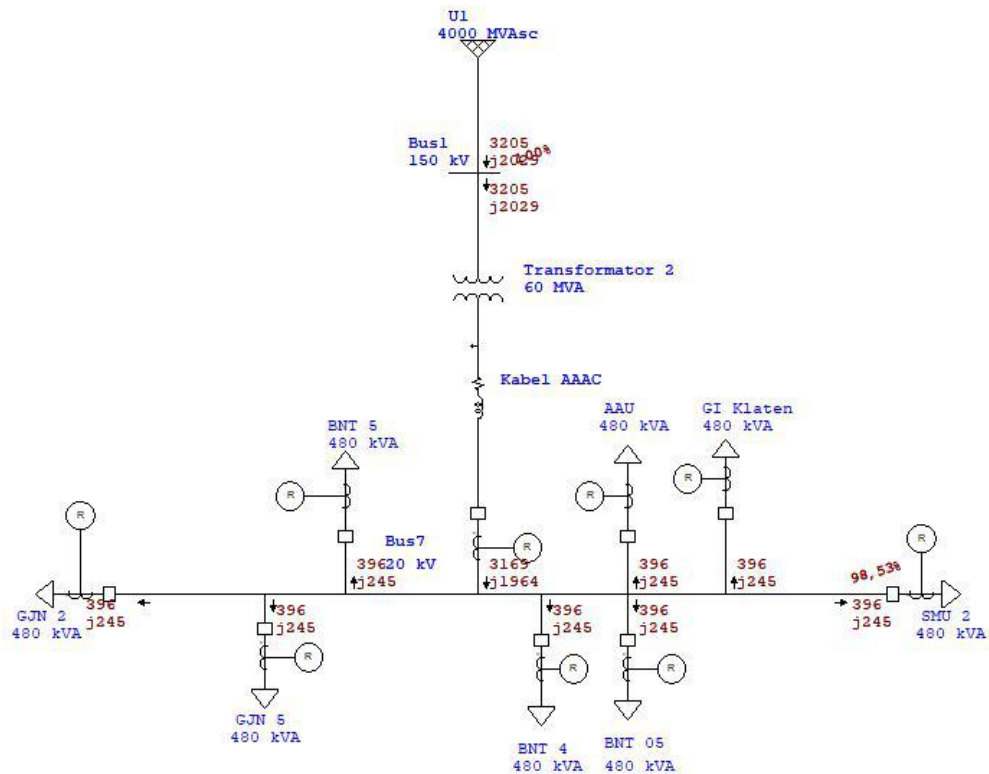 U1
4000 MVAsc
Bus1
150 kV
3205
j2029
100%
3205
j2029
Transformator 2
60 MVA
Kabel AAAC
BNT 5
480 kVA
AAU
480 kVA
GI Klaten
480 kVA
R
R
R
R
R
R
Bus7
20 kV
396
j245
3169
j1964
396
j245
396
j245
98,53%
GJN 2
480 kVA
396
j245
396
j245
396
j245
396
j245
396
j245
SMU 2
480 kVA
R
R
R
GJN 5
480 kVA
BNT 4
480 kVA
BNT 05
480 kVA